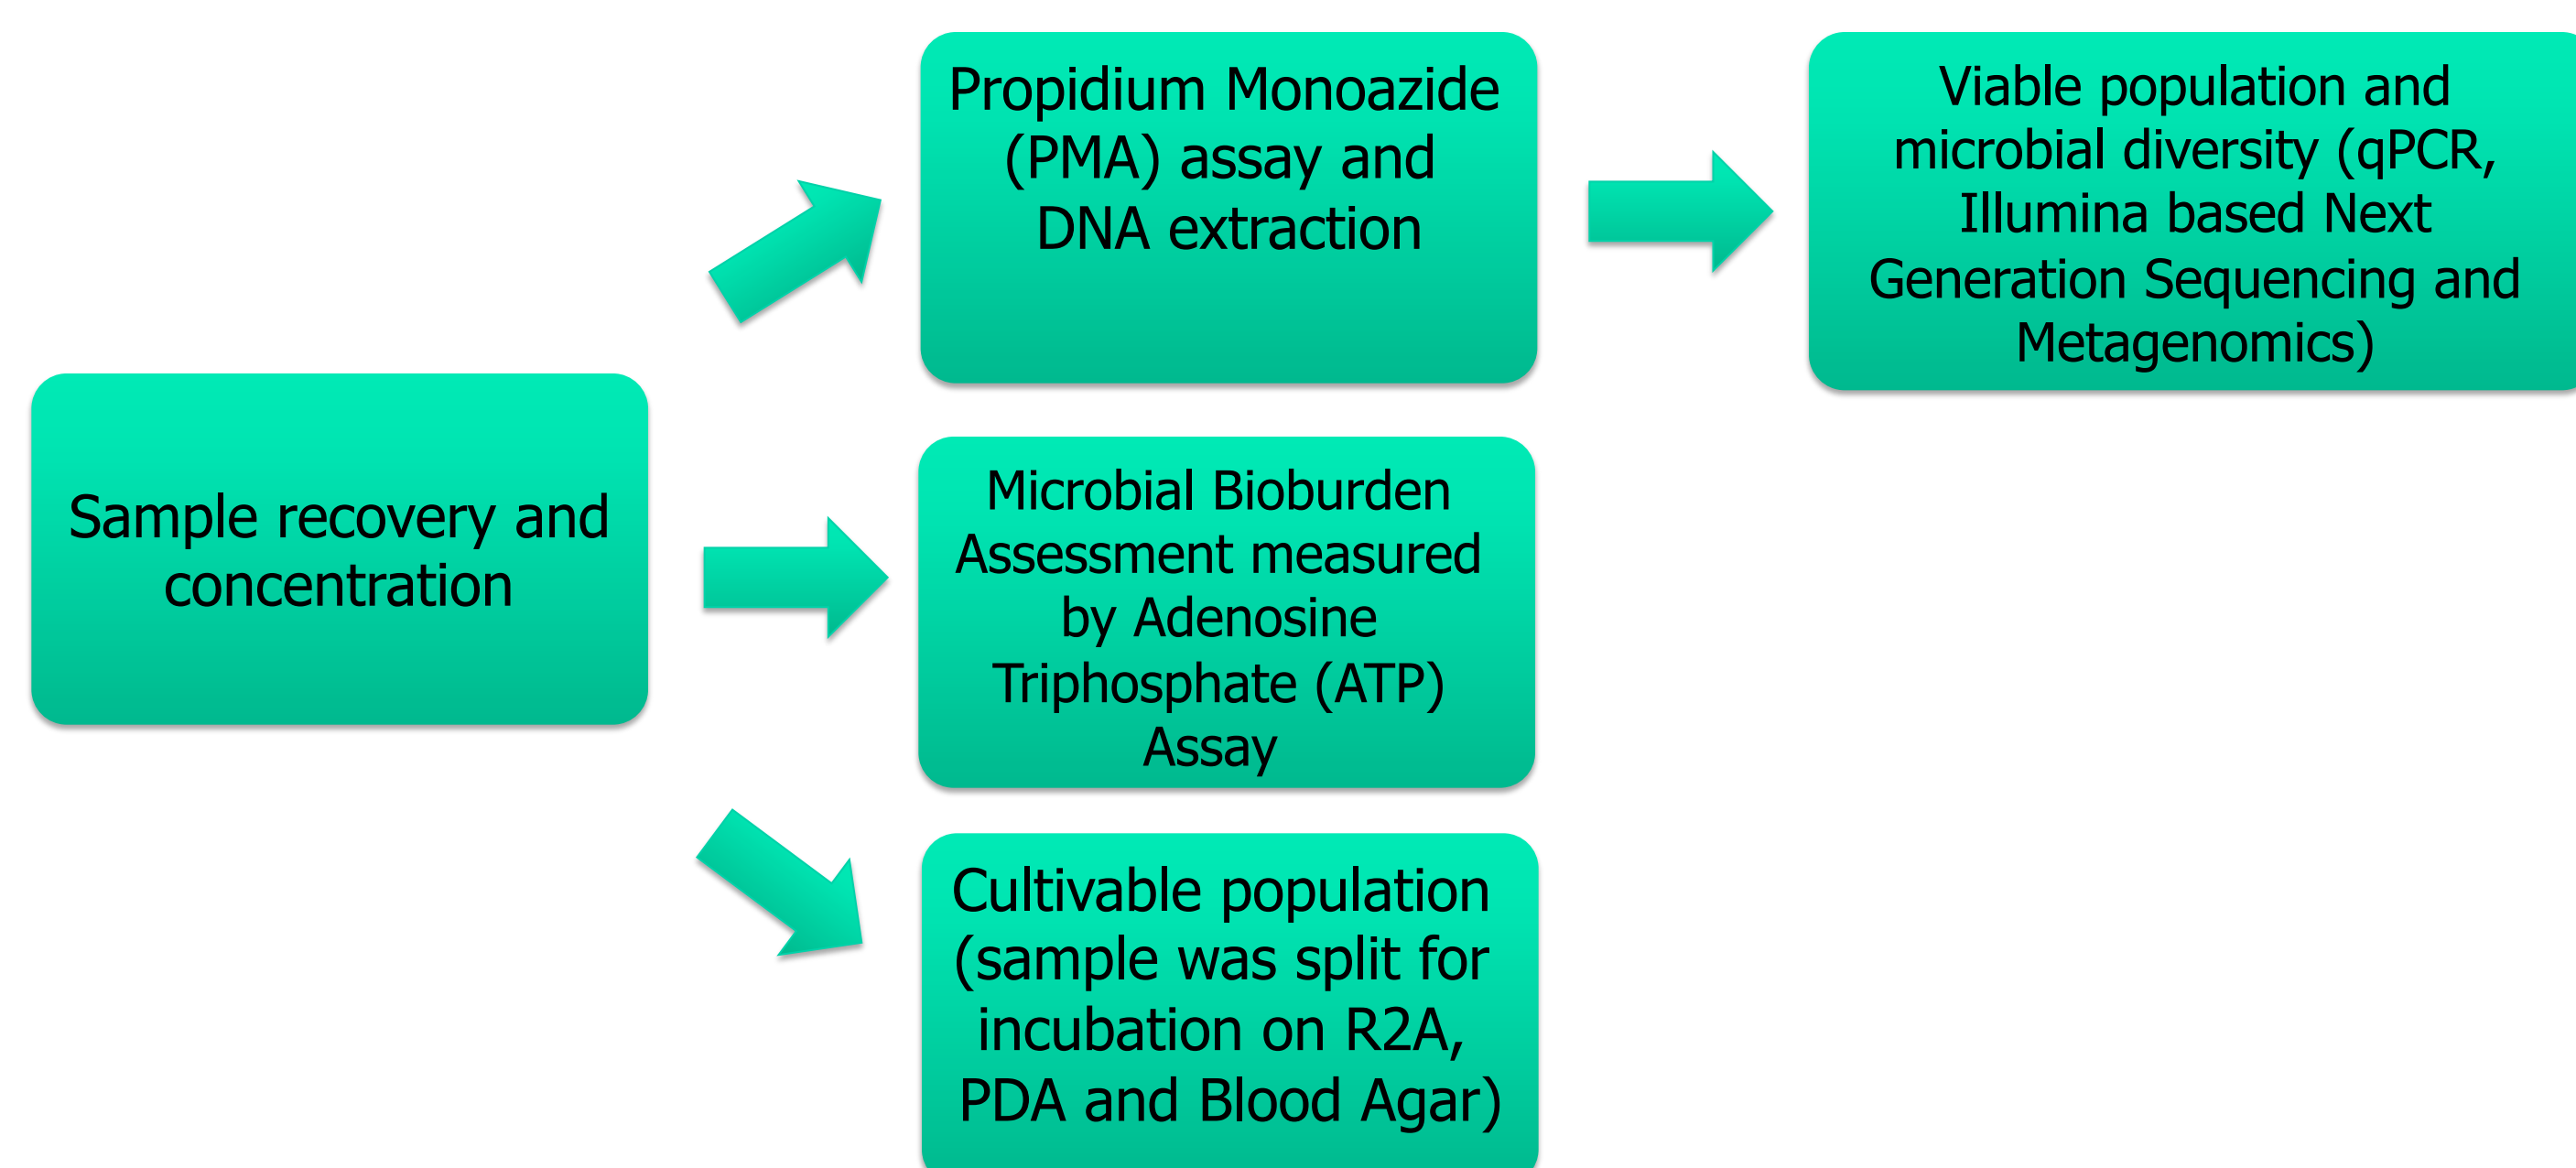 Sample recovery and
concentration
Propidium Monoazide
(PMA) assay and
DNA extraction
Viable population and
microbial diversity (qPCR,
Illumina based Next
Generation Sequencing and
Metagenomics)
Microbial Bioburden
Assessment measured
by Adenosine
Triphosphate (ATP)
Assay
Cultivable population
(sample was split for
incubation on R2A,
PDA and Blood Agar)